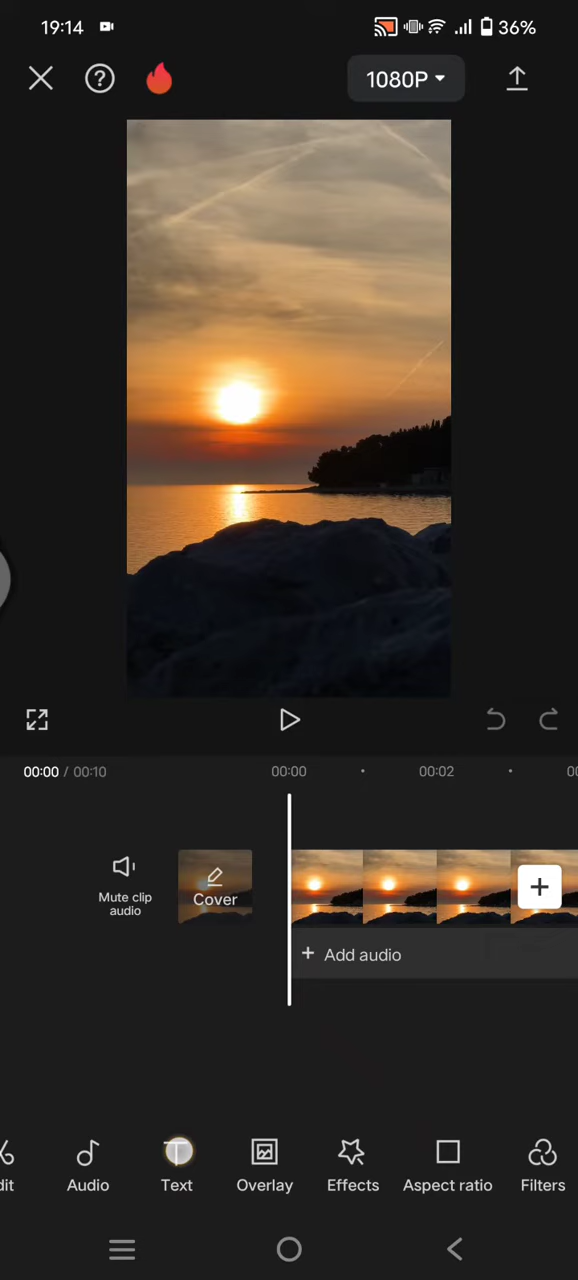 19:14
36%
1080P
00:00 / 00:10
00:00
00:02
Mute clip
audio
Cover
+ Add audio
Audio
Text
Overlay
Effects
Aspect ratio
Filters